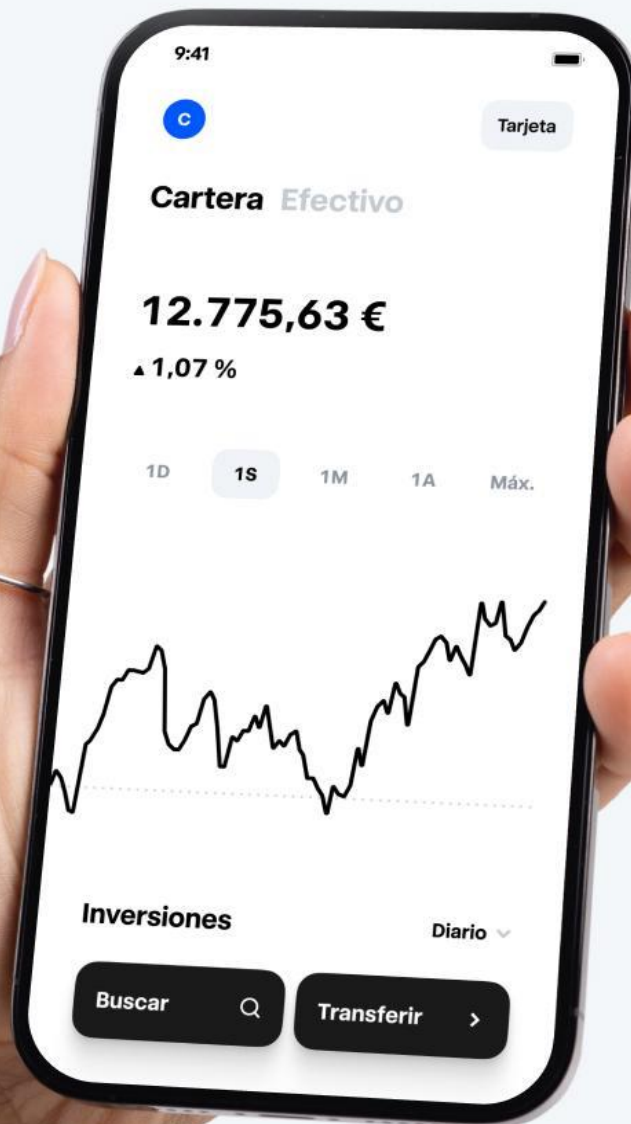 9:41
C
Tarjeta
Cartera Efectivo
12.775,63 €
▲ 1,07 %
1D 1S 1M 1A Máx.
Inversiones
Diario
Buscar
Transferir